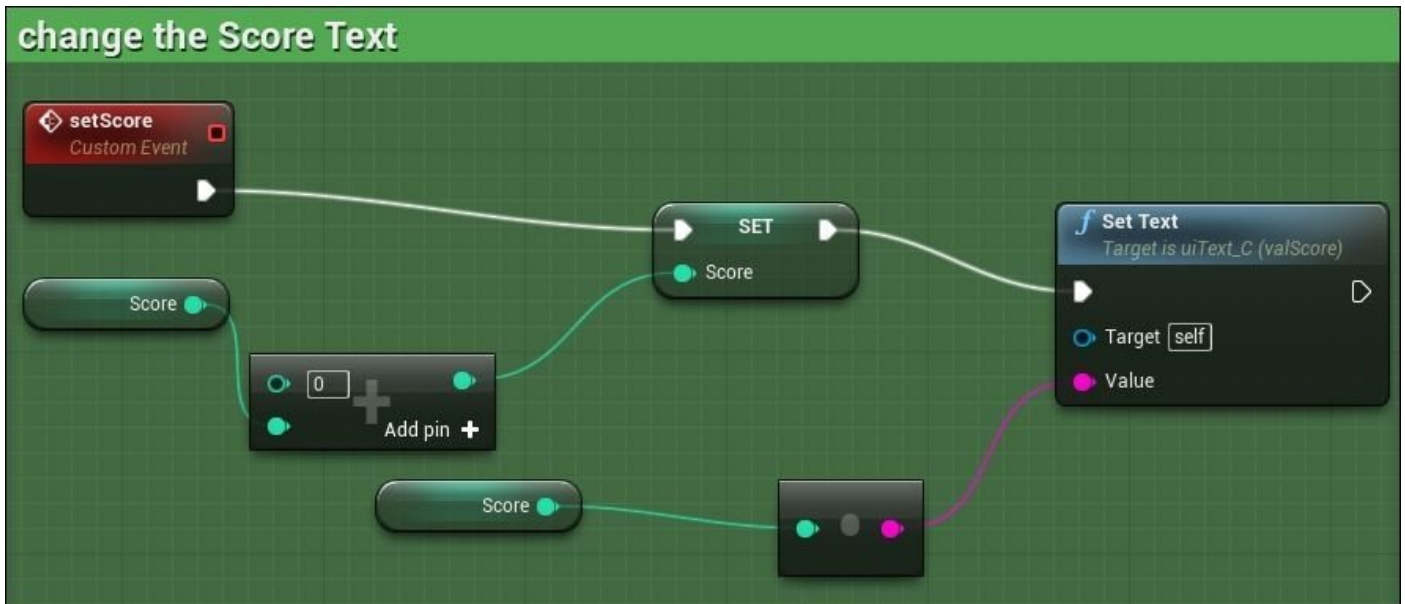 change the Score Text
setScore
Custom Event
SET
Score
Set Text
Target is uiText_C (valScore)
Score
Target self
0
Value
Add pin
Score